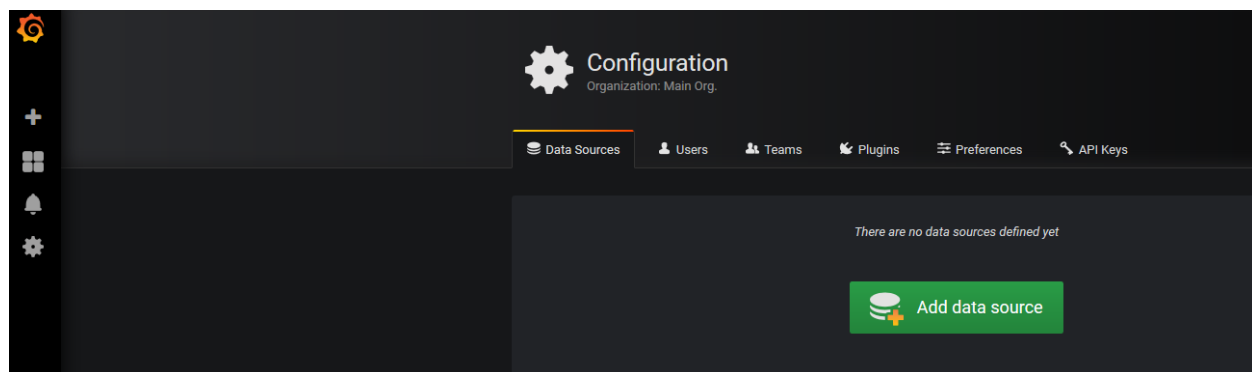 Configuration
Organization: Main Org.
Data Sources Users Teams Plugins Preferences API Keys
There are no data sources defined yet
Add data source